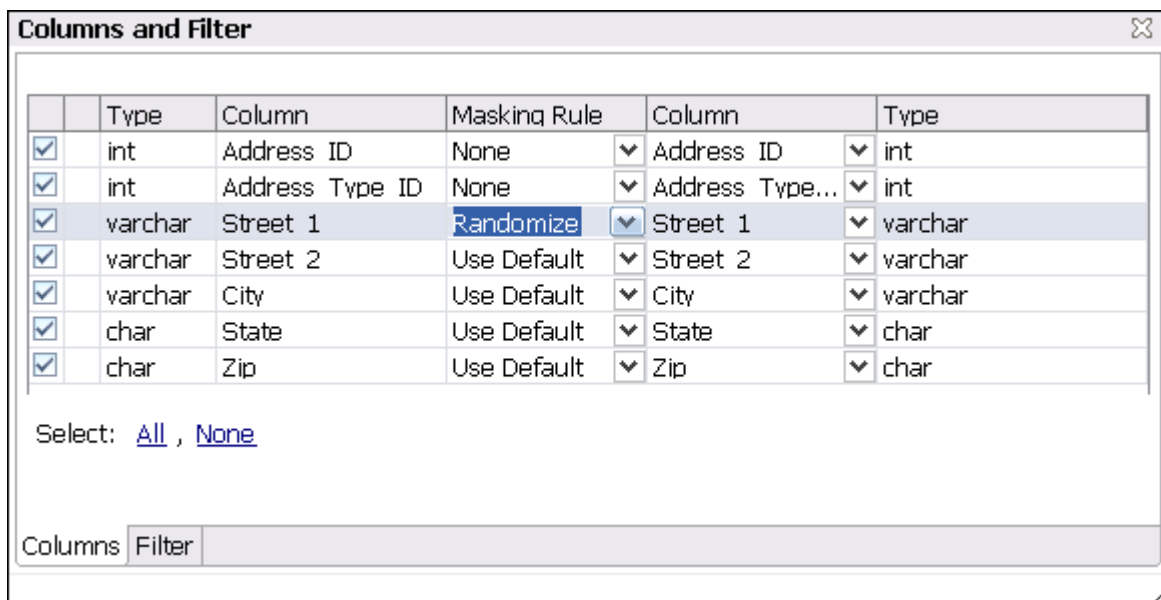 Columns and Filter
Type Column Masking Rule Column Type
int Address ID None Address ID int
int Address Type ID None Address Type... int
varchar Street 1 Randomize Street 1 varchar
varchar Street 2 Use Default Street 2 varchar
varchar City Use Default City varchar
char State Use Default State char
char Zip Use Default Zip char
Select: All , None
Columns Filter